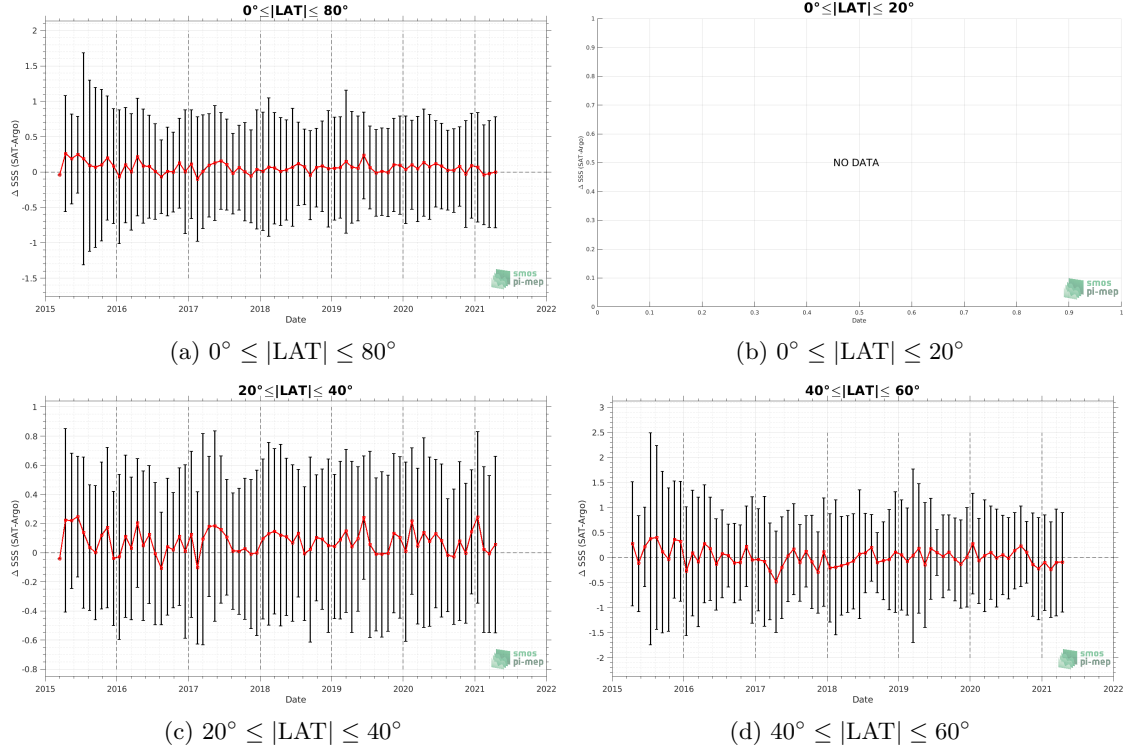 0°≤|LAT|≤ 80°
Δ SSS (SAT-Argo)
2
1.5
1
0.5
0
-0.5
-1
-1.5
2015 2016 2017 2018 2019 2020 2021 2022
Date
smos
pi-mep
(a) 0° ≤ |LAT| ≤ 80°
0°≤|LAT|≤ 20°
Δ SSS (SAT-Argo)
1
0.9
0.8
0.7
0.6
0.5
0.4
0.3
0.2
0.1
0
NO DATA
0 0.1 0.2 0.3 0.4 0.5 0.6 0.7 0.8 0.9 1
Date
smos
pi-mep
(b) 0° ≤ |LAT| ≤ 20°
20°≤|LAT|≤ 40°
Δ SSS (SAT-Argo)
1
0.8
0.6
0.4
0.2
0
-0.2
-0.4
-0.6
-0.8
2015 2016 2017 2018 2019 2020 2021 2022
Date
smos
pi-mep
(c) 20° ≤ |LAT| ≤ 40°
40°≤|LAT|≤ 60°
Δ SSS (SAT-Argo)
3
2.5
2
1.5
1
0.5
0
-0.5
-1
-1.5
-2
2015 2016 2017 2018 2019 2020 2021 2022
Date
smos
pi-mep
(d) 40° ≤ |LAT| ≤ 60°